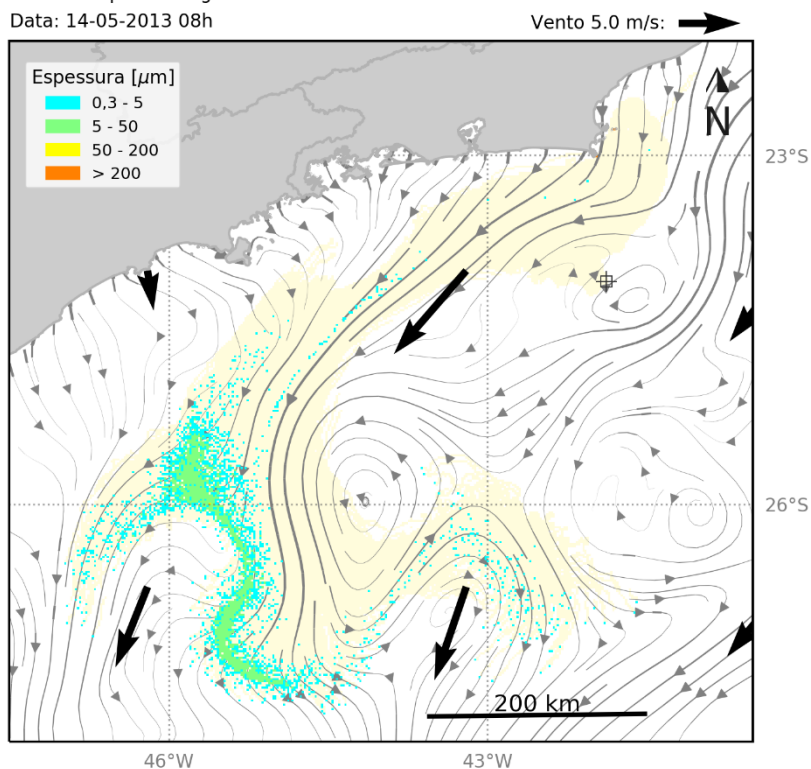 Data: 14-05-2013 08h
Vento 5.0 m/s:
Espessura [µm]
0,3 - 5
5 - 50
50 - 200
> 200
N
23°S
26°S
200 km
46°W
43°W